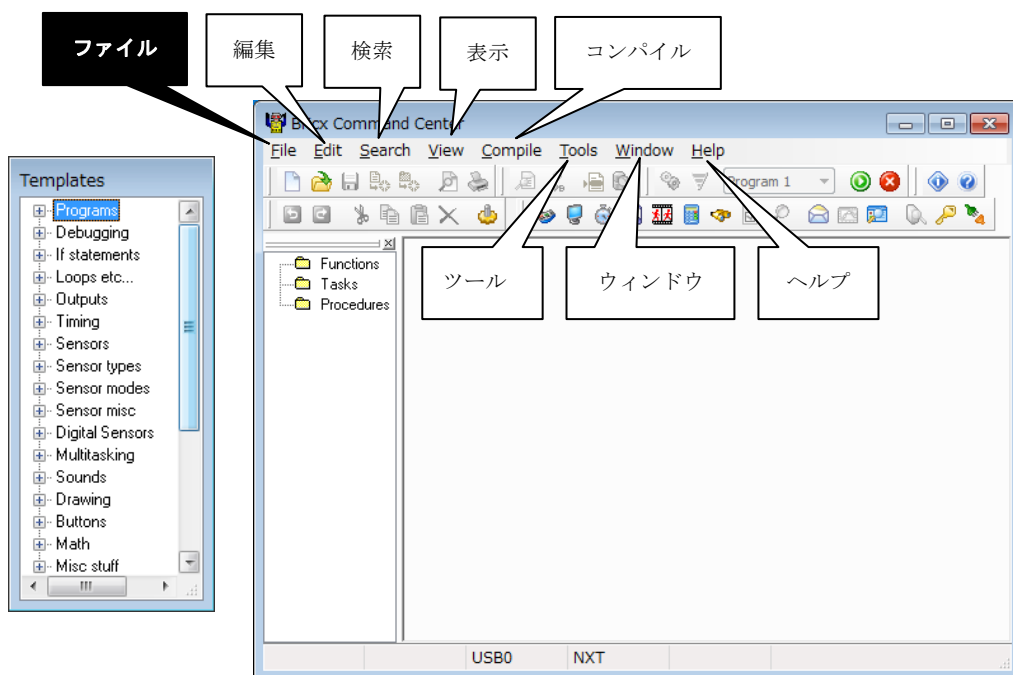 ファイル
編集
検索
表示
コンパイル
Bricx Command Center
File Edit Search View Compile Tools Window Help
Program 1
Templates
Programs
Debugging
If statements
Loops etc...
Outputs
Timing
Sensors
Sensor types
Sensor modes
Sensor misc
Digital Sensors
Multitasking
Sounds
Drawing
Buttons
Math
Misc stuff
Functions
Tasks
Procedures
ツール
ウィンドウ
ヘルプ
USB0 NXT